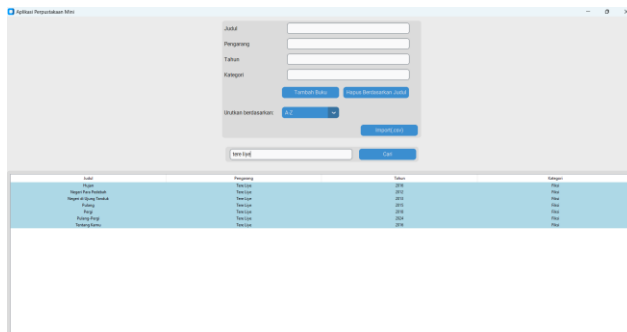 Aplikasi Perpustakaan Mini
Judul
Pengarang
Tahun
Kategori
Tambah Buku Hapus Berdasarkan Judul
Urutkan berdasarkan: A-Z
Import(.csv)
tere liye Cari
Judul Pengarang Tahun Kategori
Hujan Tere Liye 2016 Fiksi
Negeri Para Bedebah Tere Liye 2012 Fiksi
Negeri di Ujung Tanduk Tere Liye 2013 Fiksi
Pulang Tere Liye 2015 Fiksi
Pergi Tere Liye 2018 Fiksi
Pulang-Pergi Tere Liye Fiksi
Tentang Kamu Tere Liye 2016 Fiksi